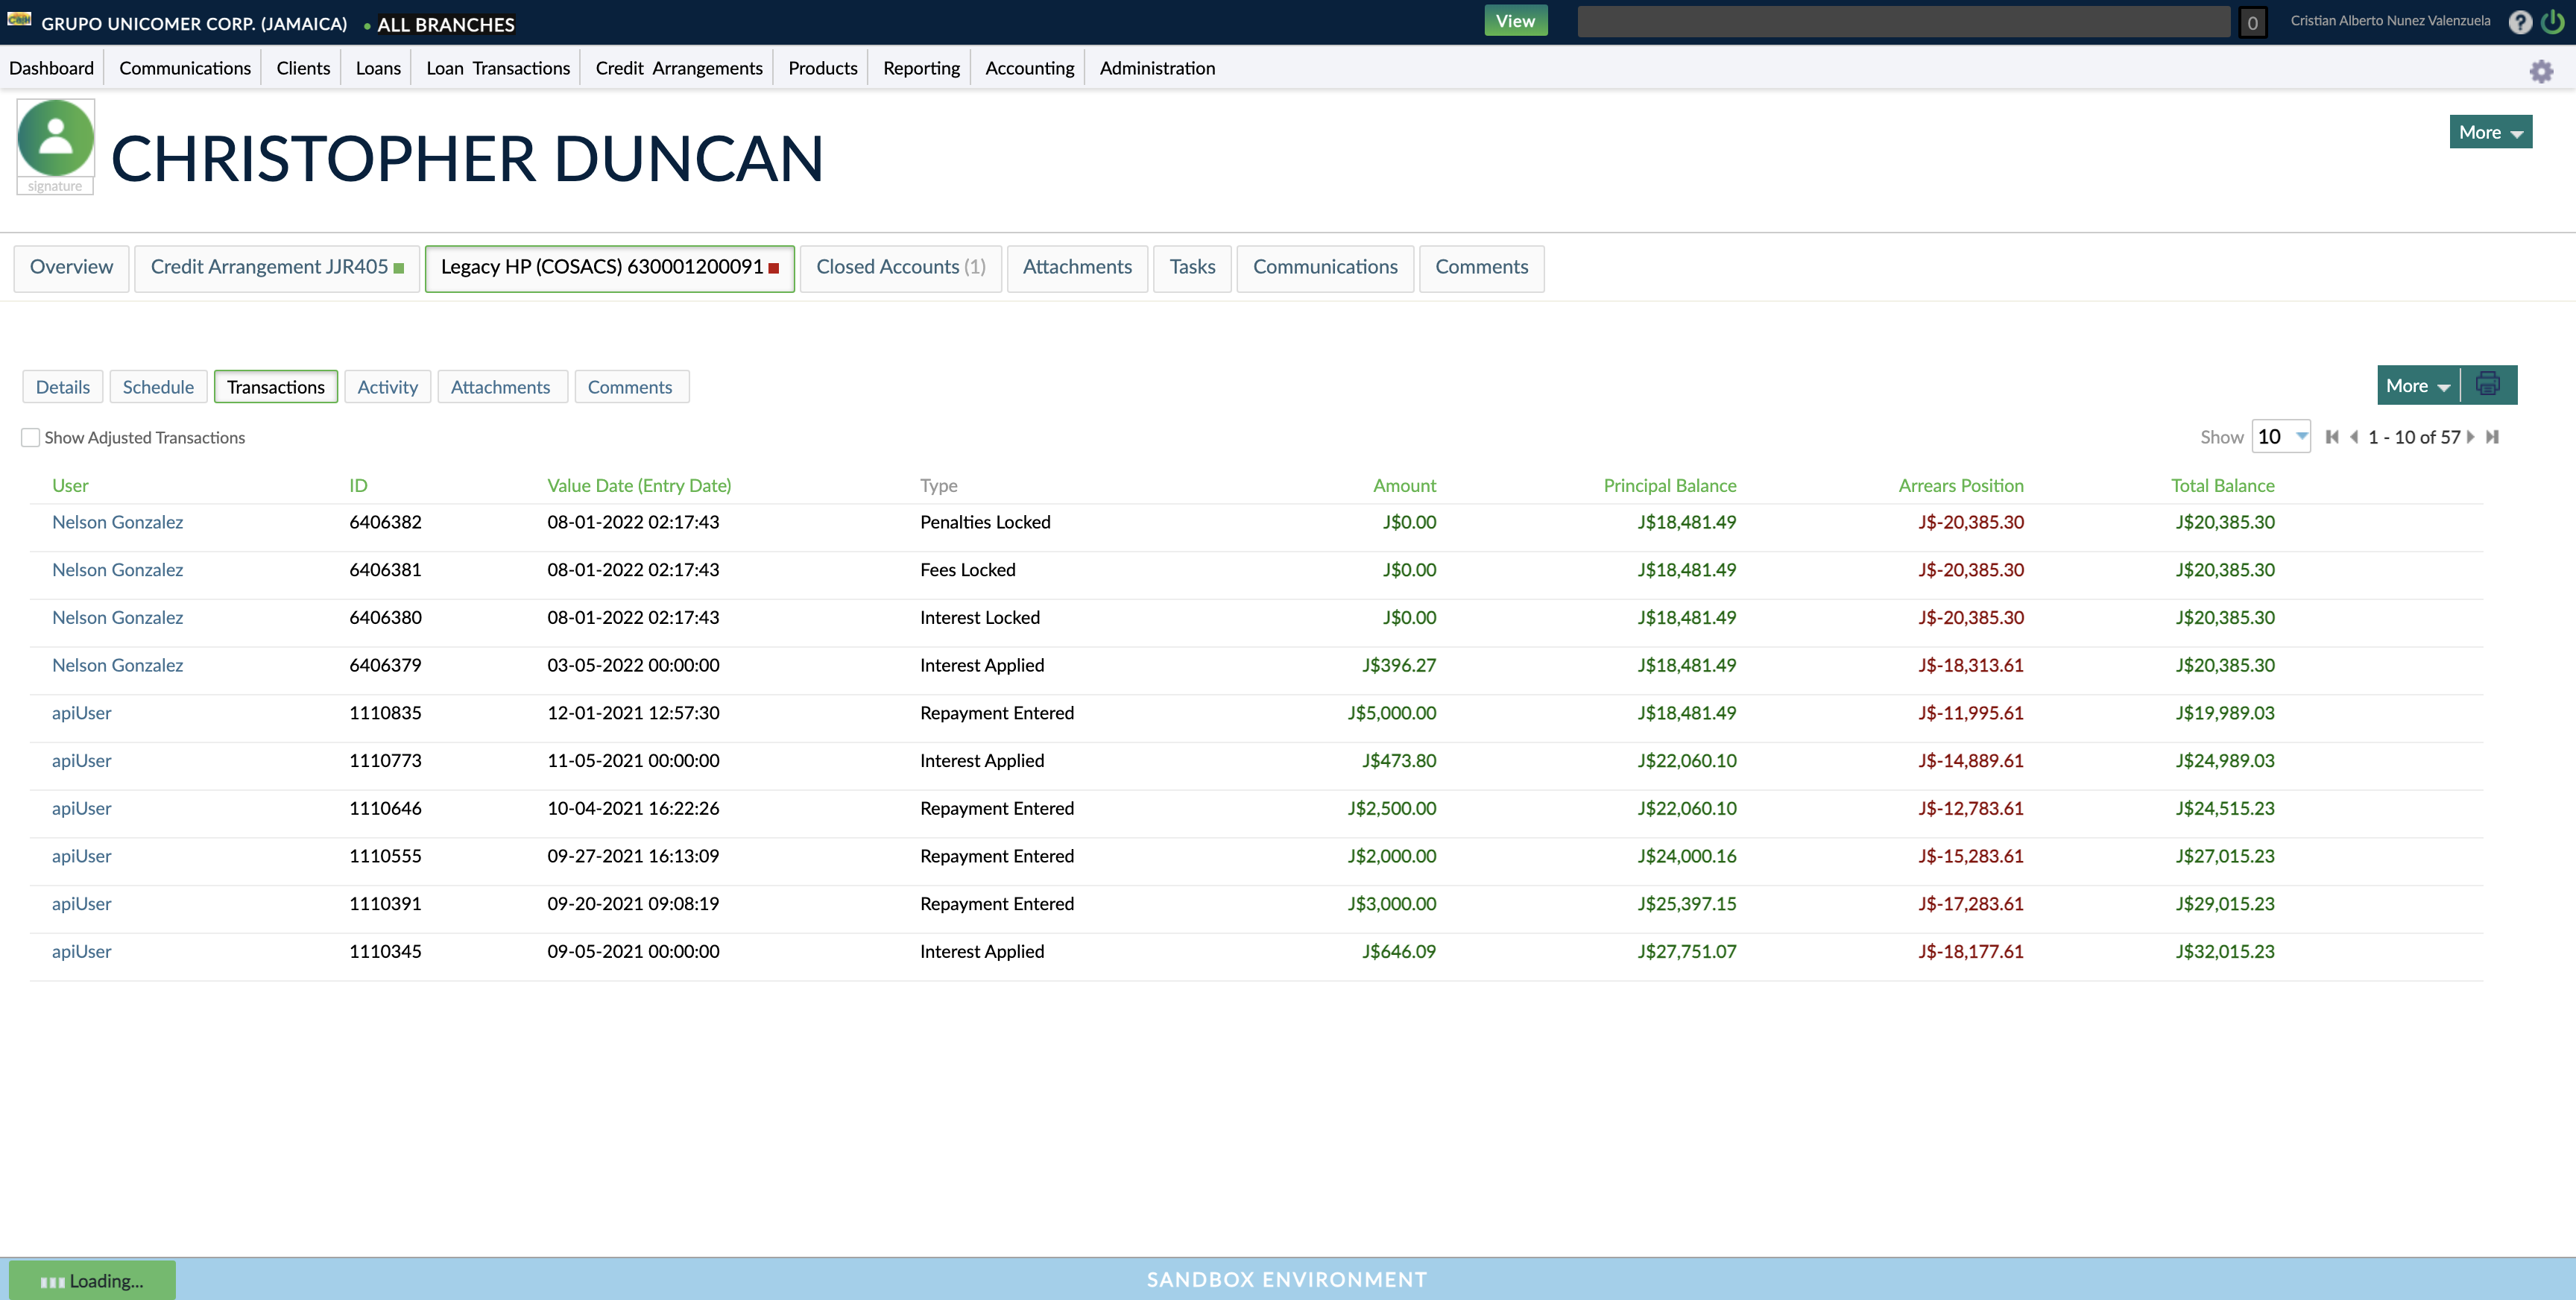 GRUPO UNICOMER CORP. (JAMAICA) • ALL BRANCHES View 0 Cristian Alberto Nunez Valenzuela ?
Dashboard Communications Clients Loans Loan Transactions Credit Arrangements Products Reporting Accounting Administration
CHRISTOPHER DUNCAN More
signature
Overview Credit Arrangement JJR405 Legacy HP (COSACS) 630001200091 Closed Accounts (1) Attachments Tasks Communications Comments
Details Schedule Transactions Activity Attachments Comments More
Show Adjusted Transactions Show 10 1 - 10 of 57
User ID Value Date (Entry Date) Type Amount Principal Balance Arrears Position Total Balance
Nelson Gonzalez 6406382 08-01-2022 02:17:43 Penalties Locked J$0.00 J$18,481.49 J$-20,385.30 J$20,385.30
Nelson Gonzalez 6406381 08-01-2022 02:17:43 Fees Locked J$0.00 J$18,481.49 J$-20,385.30 J$20,385.30
Nelson Gonzalez 6406380 08-01-2022 02:17:43 Interest Locked J$0.00 J$18,481.49 J$-20,385.30 J$20,385.30
Nelson Gonzalez 6406379 03-05-2022 00:00:00 Interest Applied J$396.27 J$18,481.49 J$-18,313.61 J$20,385.30
apiUser 1110835 12-01-2021 12:57:30 Repayment Entered J$5,000.00 J$18,481.49 J$-11,995.61 J$19,989.03
apiUser 1110773 11-05-2021 00:00:00 Interest Applied J$473.80 J$22,060.10 J$-14,889.61 J$24,989.03
apiUser 1110646 10-04-2021 16:22:26 Repayment Entered J$2,500.00 J$22,060.10 J$-12,783.61 J$24,515.23
apiUser 1110555 09-27-2021 16:13:09 Repayment Entered J$2,000.00 J$24,000.16 J$-15,283.61 J$27,015.23
apiUser 1110391 09-20-2021 09:08:19 Repayment Entered J$3,000.00 J$25,397.15 J$-17,283.61 J$29,015.23
apiUser 1110345 09-05-2021 00:00:00 Interest Applied J$646.09 J$27,751.07 J$-18,177.61 J$32,015.23
Loading... SANDBOX ENVIRONMENT